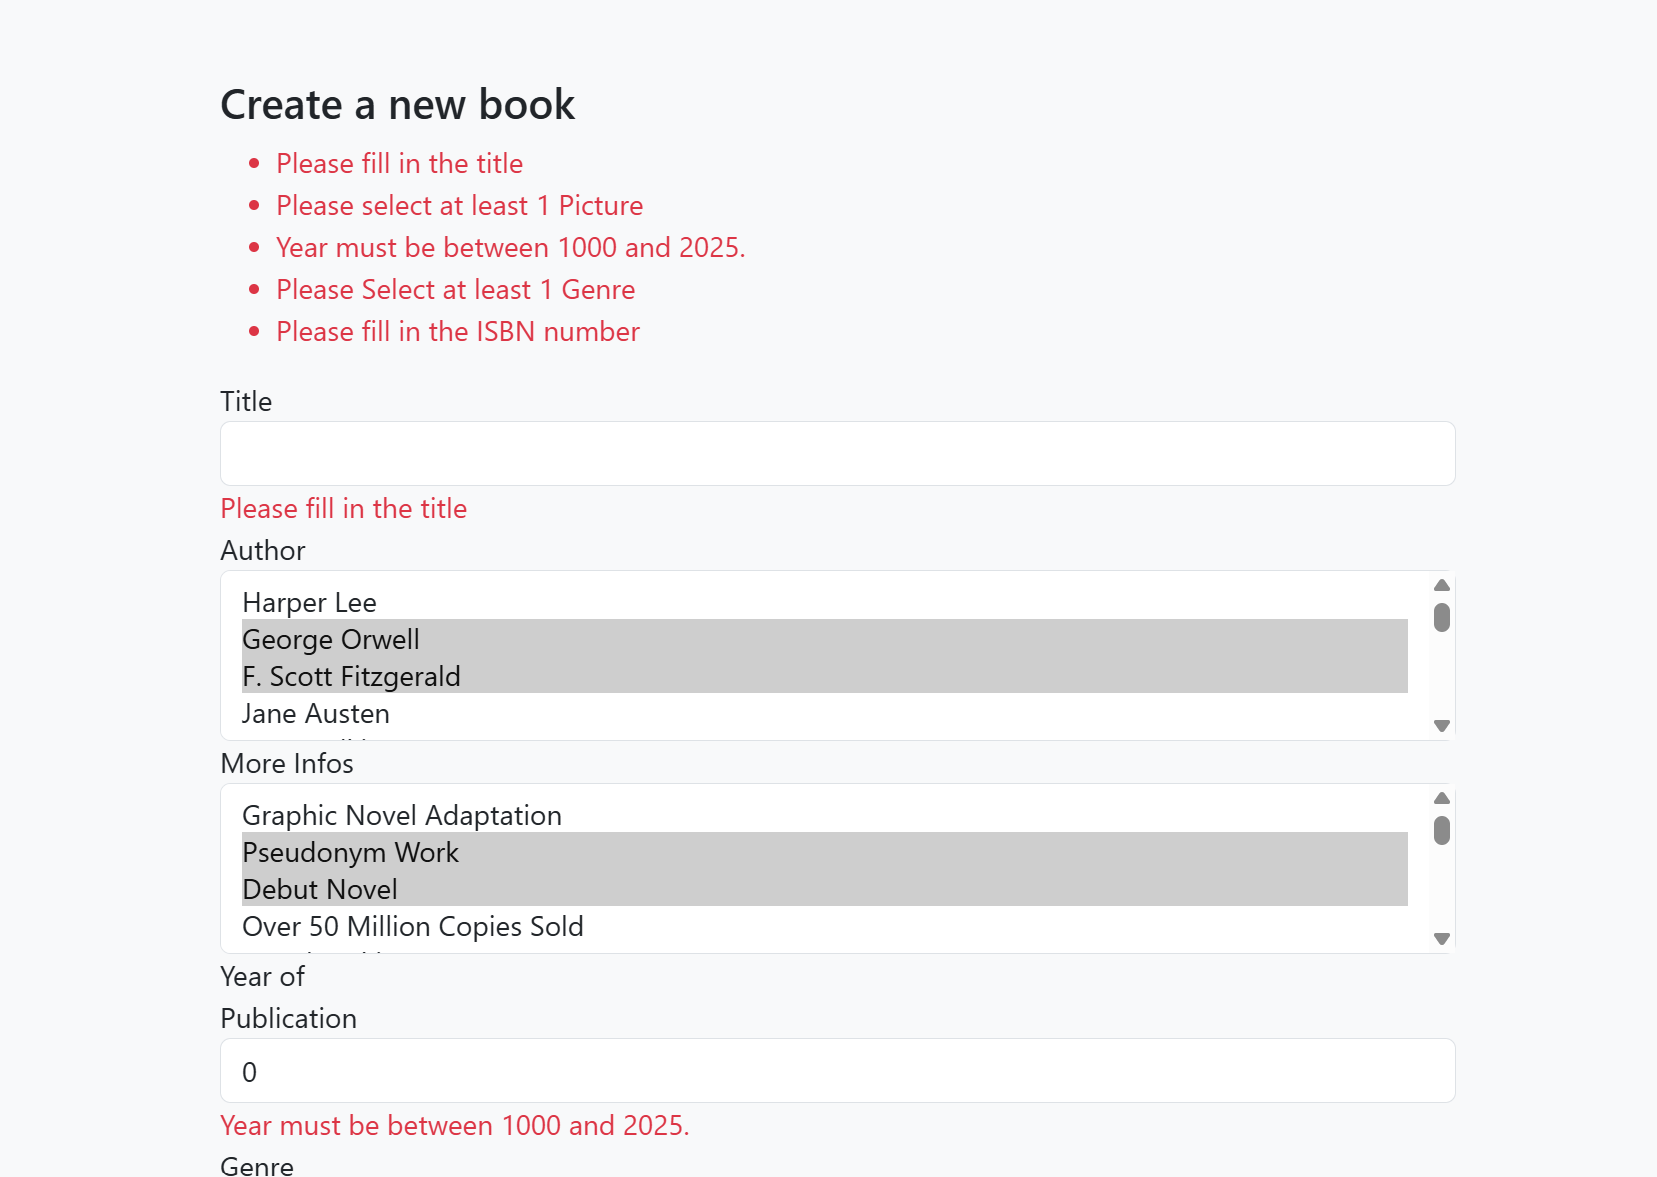 Create a new book
Please fill in the title
Please select at least 1 Picture
Year must be between 1000 and 2025.
Please Select at least 1 Genre
Please fill in the ISBN number
Title
Please fill in the title
Author
Harper Lee
George Orwell
F. Scott Fitzgerald
Jane Austen
More Infos
Graphic Novel Adaptation
Pseudonym Work
Debut Novel
Over 50 Million Copies Sold
Year of
Publication
0
Year must be between 1000 and 2025.
Genre